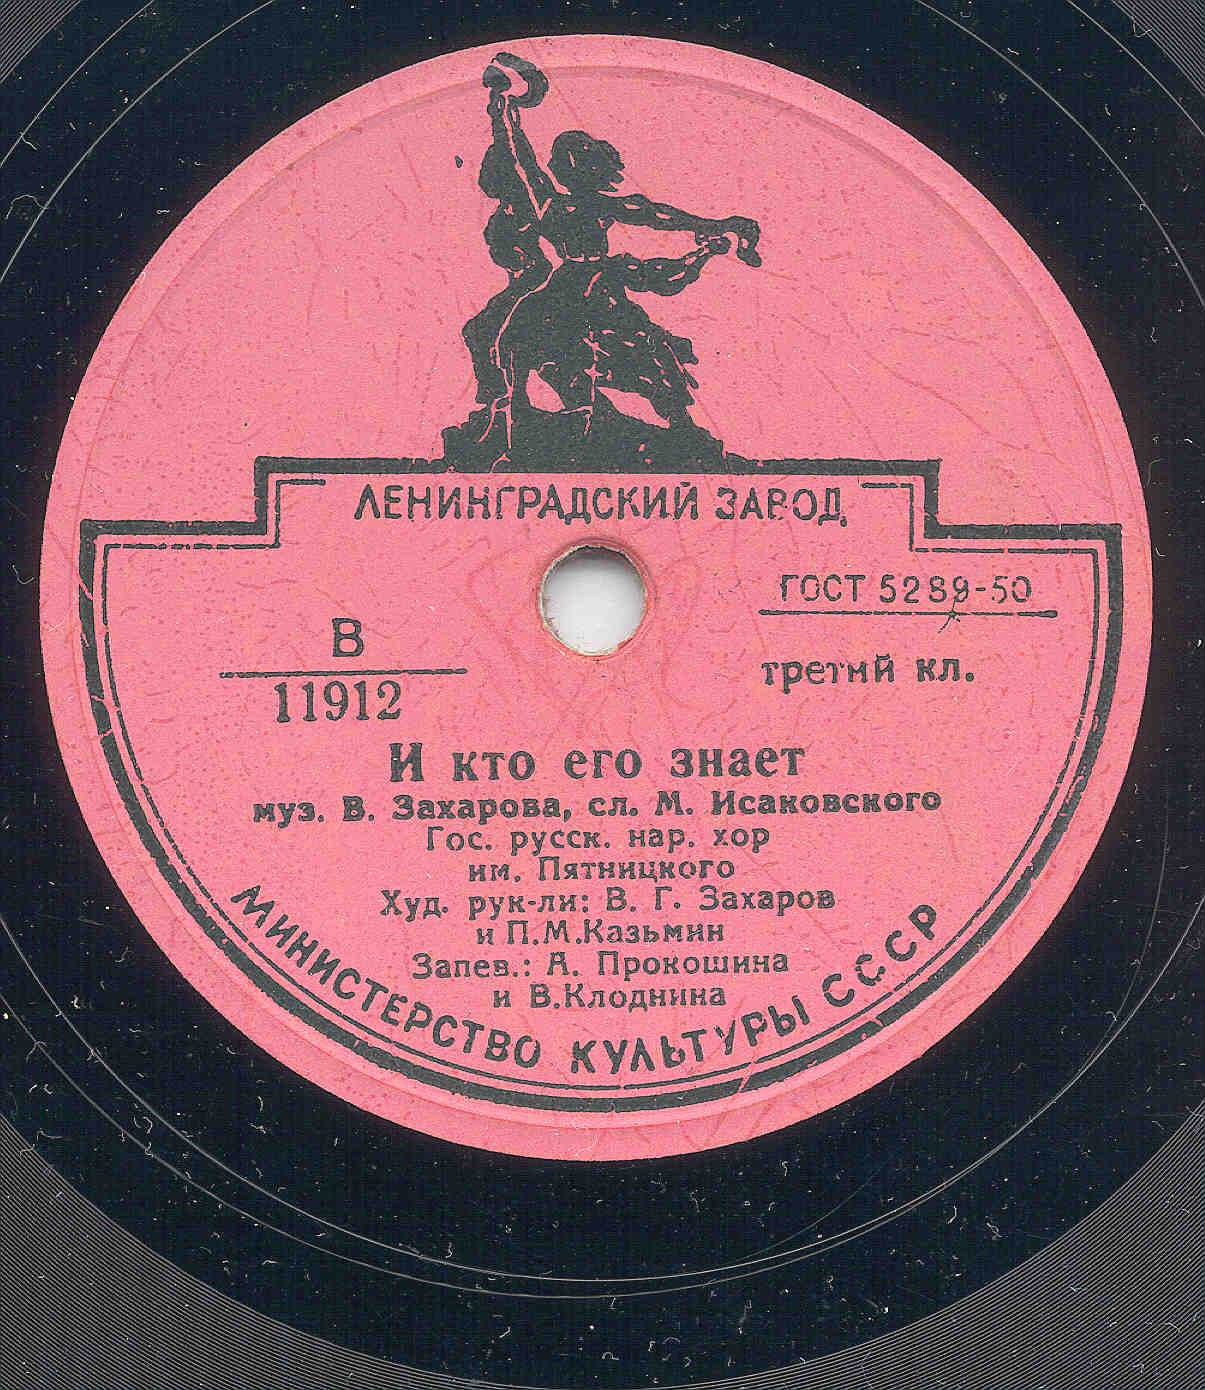 ЛЕНИНГРАДСКИЙ ЗАВОД
ГОСТ 5289-50
В
11912
третий кл.
И кто его знает
муз. В. Захарова, сл. М. Исаковского
Гос. русск. нар. хор
им. Пятницкого
Худ. рук-ли: В. Г. Захаров
и П.М.Казьмин
Запев.: А. Прокошина
и В.Клоднина
МИНИСТЕРСТВО КУЛЬТУРЫ СССР